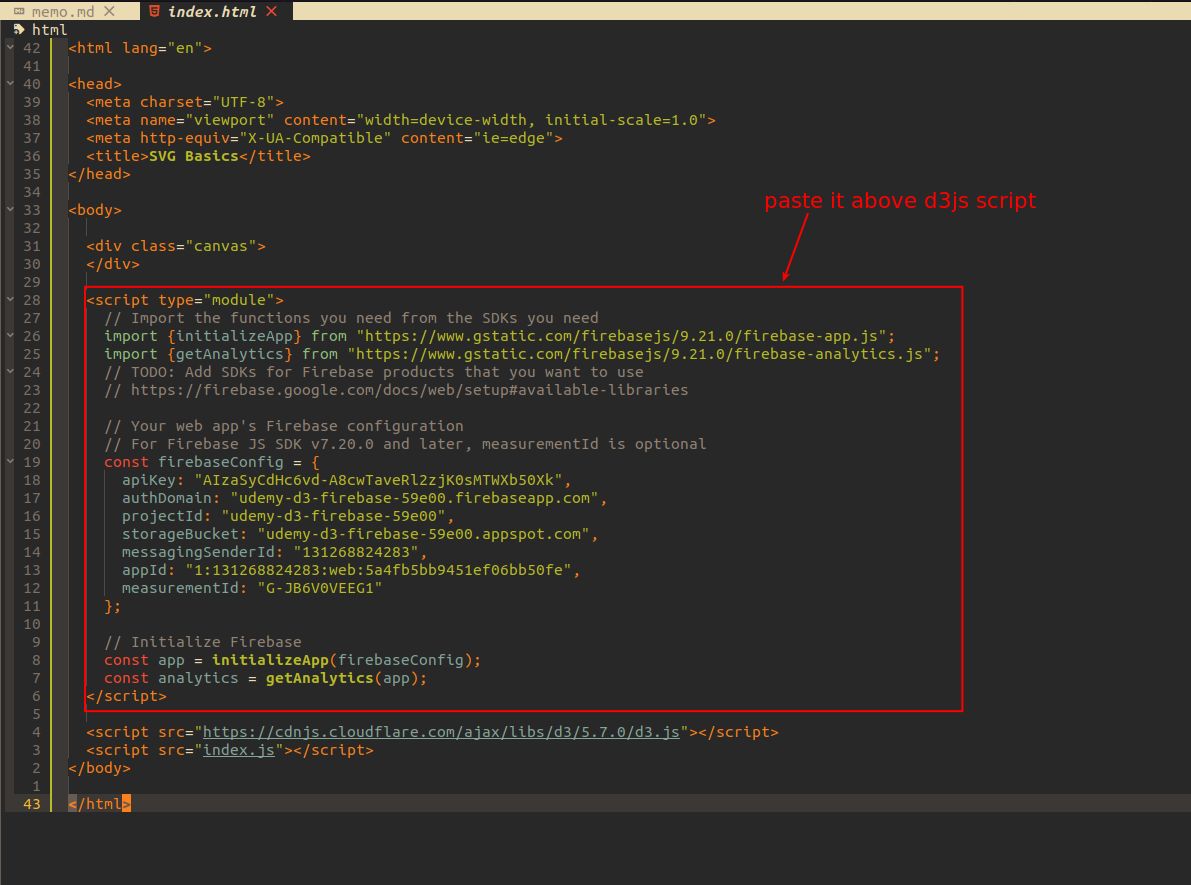 memo.md
index.html
html
42 <html lang="en">
41
40 <head>
39 <meta charset="UTF-8">
38 <meta name="viewport" content="width=device-width, initial-scale=1.0">
37 <meta http-equiv="X-UA-Compatible" content="ie=edge">
36 <title>SVG Basics</title>
35 </head>
34
33 <body>
32
31 <div class="canvas">
30 </div>
29
28 <script type="module">
27 // Import the functions you need from the SDKs you need
26 import {initializeApp} from "https://www.gstatic.com/firebasejs/9.21.0/firebase-app.js";
25 import {getAnalytics} from "https://www.gstatic.com/firebasejs/9.21.0/firebase-analytics.js";
24 // TODO: Add SDKs for Firebase products that you want to use
23 // https://firebase.google.com/docs/web/setup#available-libraries
22
21 // Your web app's Firebase configuration
20 // For Firebase JS SDK v7.20.0 and later, measurementId is optional
19 const firebaseConfig = {
18 apiKey: "AIzaSyCdHc6vd-A8cwTaveRl2zjK0sMTWXb50Xk",
17 authDomain: "udemy-d3-firebase-59e00.firebaseapp.com",
16 projectId: "udemy-d3-firebase-59e00",
15 storageBucket: "udemy-d3-firebase-59e00.appspot.com",
14 messagingSenderId: "131268824283",
13 appId: "1:131268824283:web:5a4fb5bb9451ef06bb50fe",
12 measurementId: "G-JB6V0VEEG1"
11 };
10
9 // Initialize Firebase
8 const app = initializeApp(firebaseConfig);
7 const analytics = getAnalytics(app);
6 </script>
5
4 <script src="https://cdnjs.cloudflare.com/ajax/libs/d3/5.7.0/d3.js"></script>
3 <script src="index.js"></script>
2 </body>
1
43 </html>
paste it above d3js script